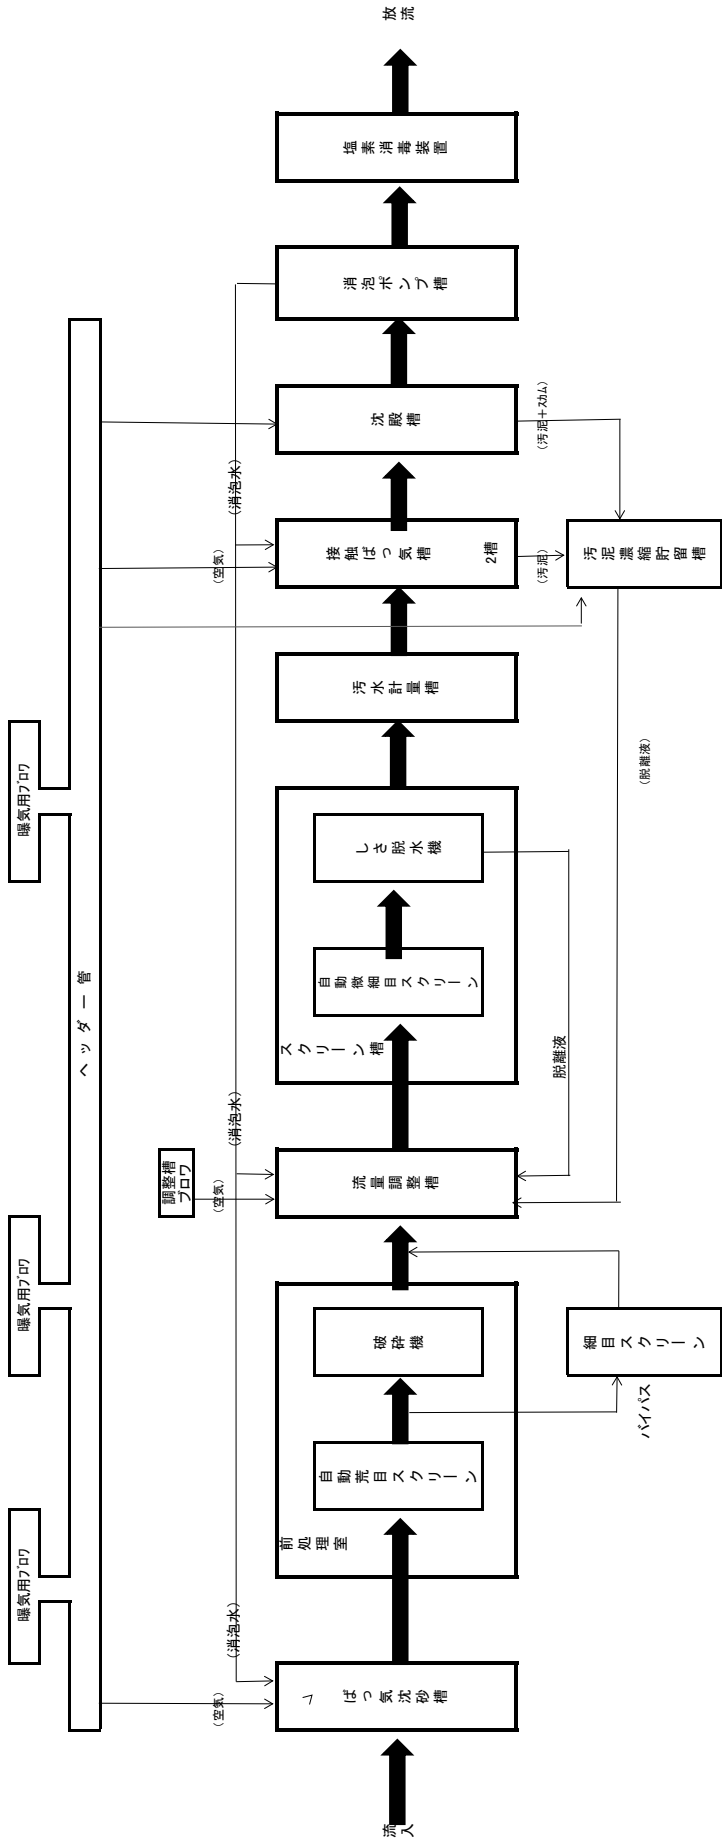 曝気用ブロワ
曝気用ブロワ
曝気用ブロワ
ヘッダー管
調整槽
ブロワ
(空気)
(消泡水)
(空気)
(消泡水)
(空気)
(消泡水)
流入
ばっ気沈砂槽
前処理室
自動荒目スクリーン
破砕機
流量調整槽
スクリーン槽
自動微細目スクリーン
しさ脱水機
汚水計量槽
接触ばっ気槽
2槽
沈殿槽
消泡ポンプ槽
塩素消毒装置
放流
バイパス
細目スクリーン
脱離液
(脱離液)
(汚泥)
(汚泥+スカム)
汚泥濃縮貯留槽